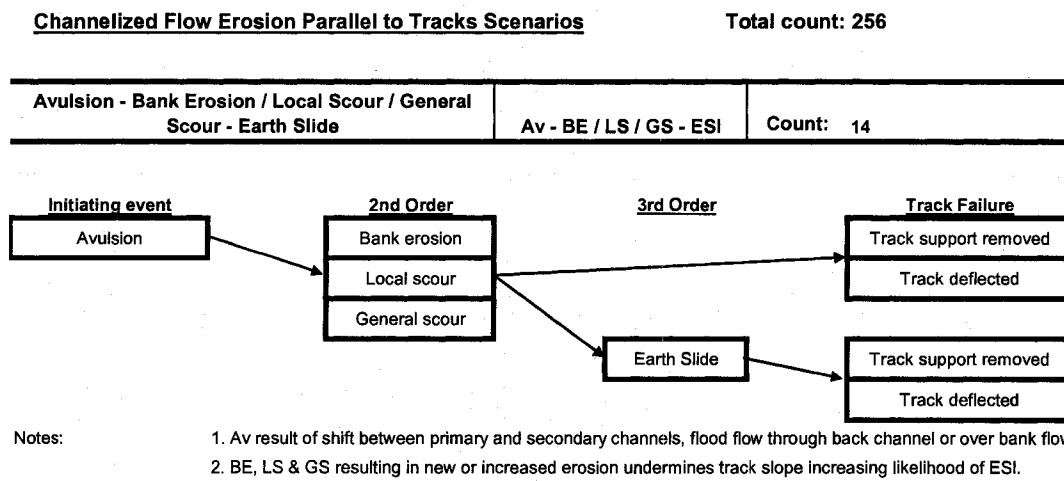 Channelized Flow Erosion Parallel to Tracks Scenarios Total count: 256
Avulsion - Bank Erosion / Local Scour / General
Scour - Earth Slide Av - BE / LS / GS - ESl Count: 14
Initiating event 2nd Order 3rd Order Track Failure
Avulsion Bank erosion Track support removed
Local scour Track deflected
General scour
Earth Slide Track support removed
Track deflected
Notes: 1. Av result of shift between primary and secondary channels, flood flow through back channel or over bank
2. BE, LS & GS resulting in new or increased erosion undermines track slope increasing likelihood of ESl.